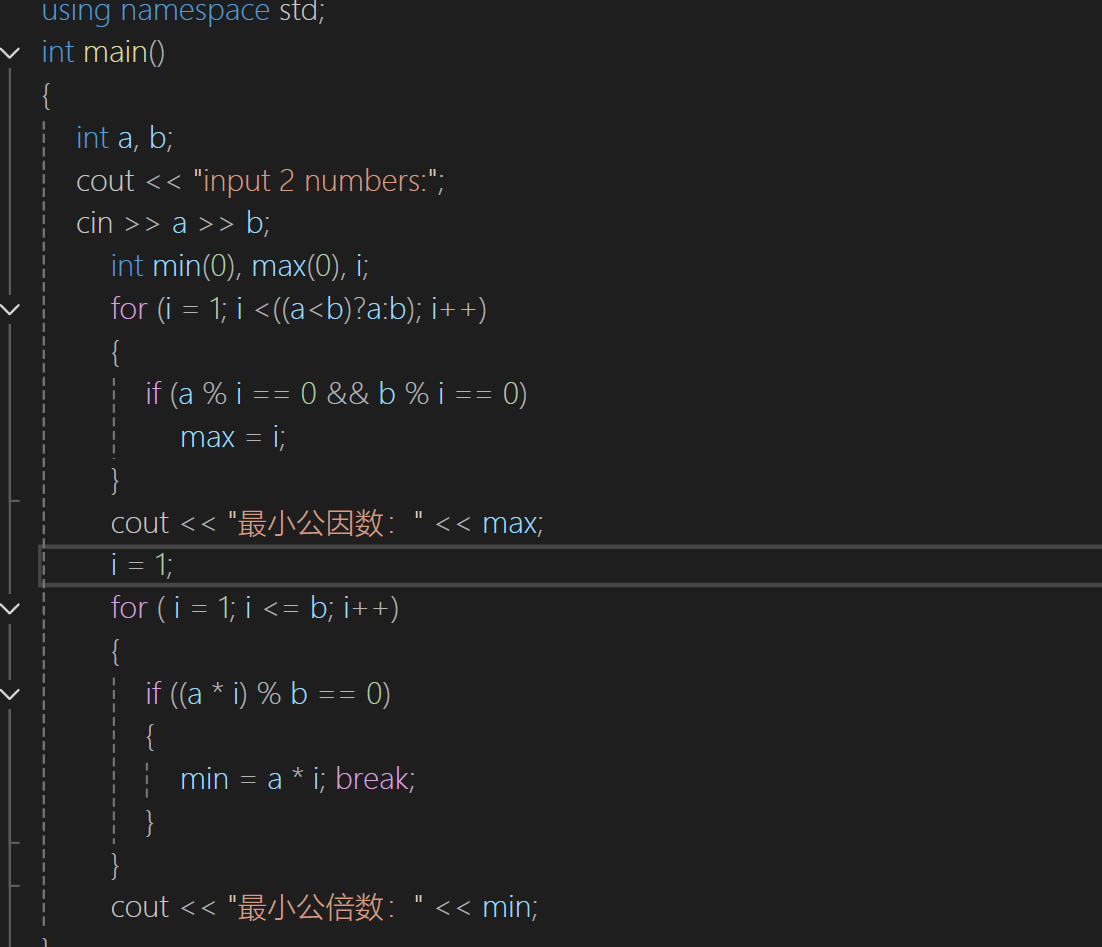 using namespace std;
int main()
{
int a, b;
cout << "input 2 numbers:";
cin >> a >> b;
int min(0), max(0), i;
for (i = 1; i <((a<b)?a:b); i++)
{
if (a % i == 0 && b % i == 0)
max = i;
}
cout << "最小公因数：" << max;
i = 1;
for ( i = 1; i <= b; i++)
{
if ((a * i) % b == 0)
{
min = a * i; break;
}
}
cout << "最小公倍数：" << min;
}